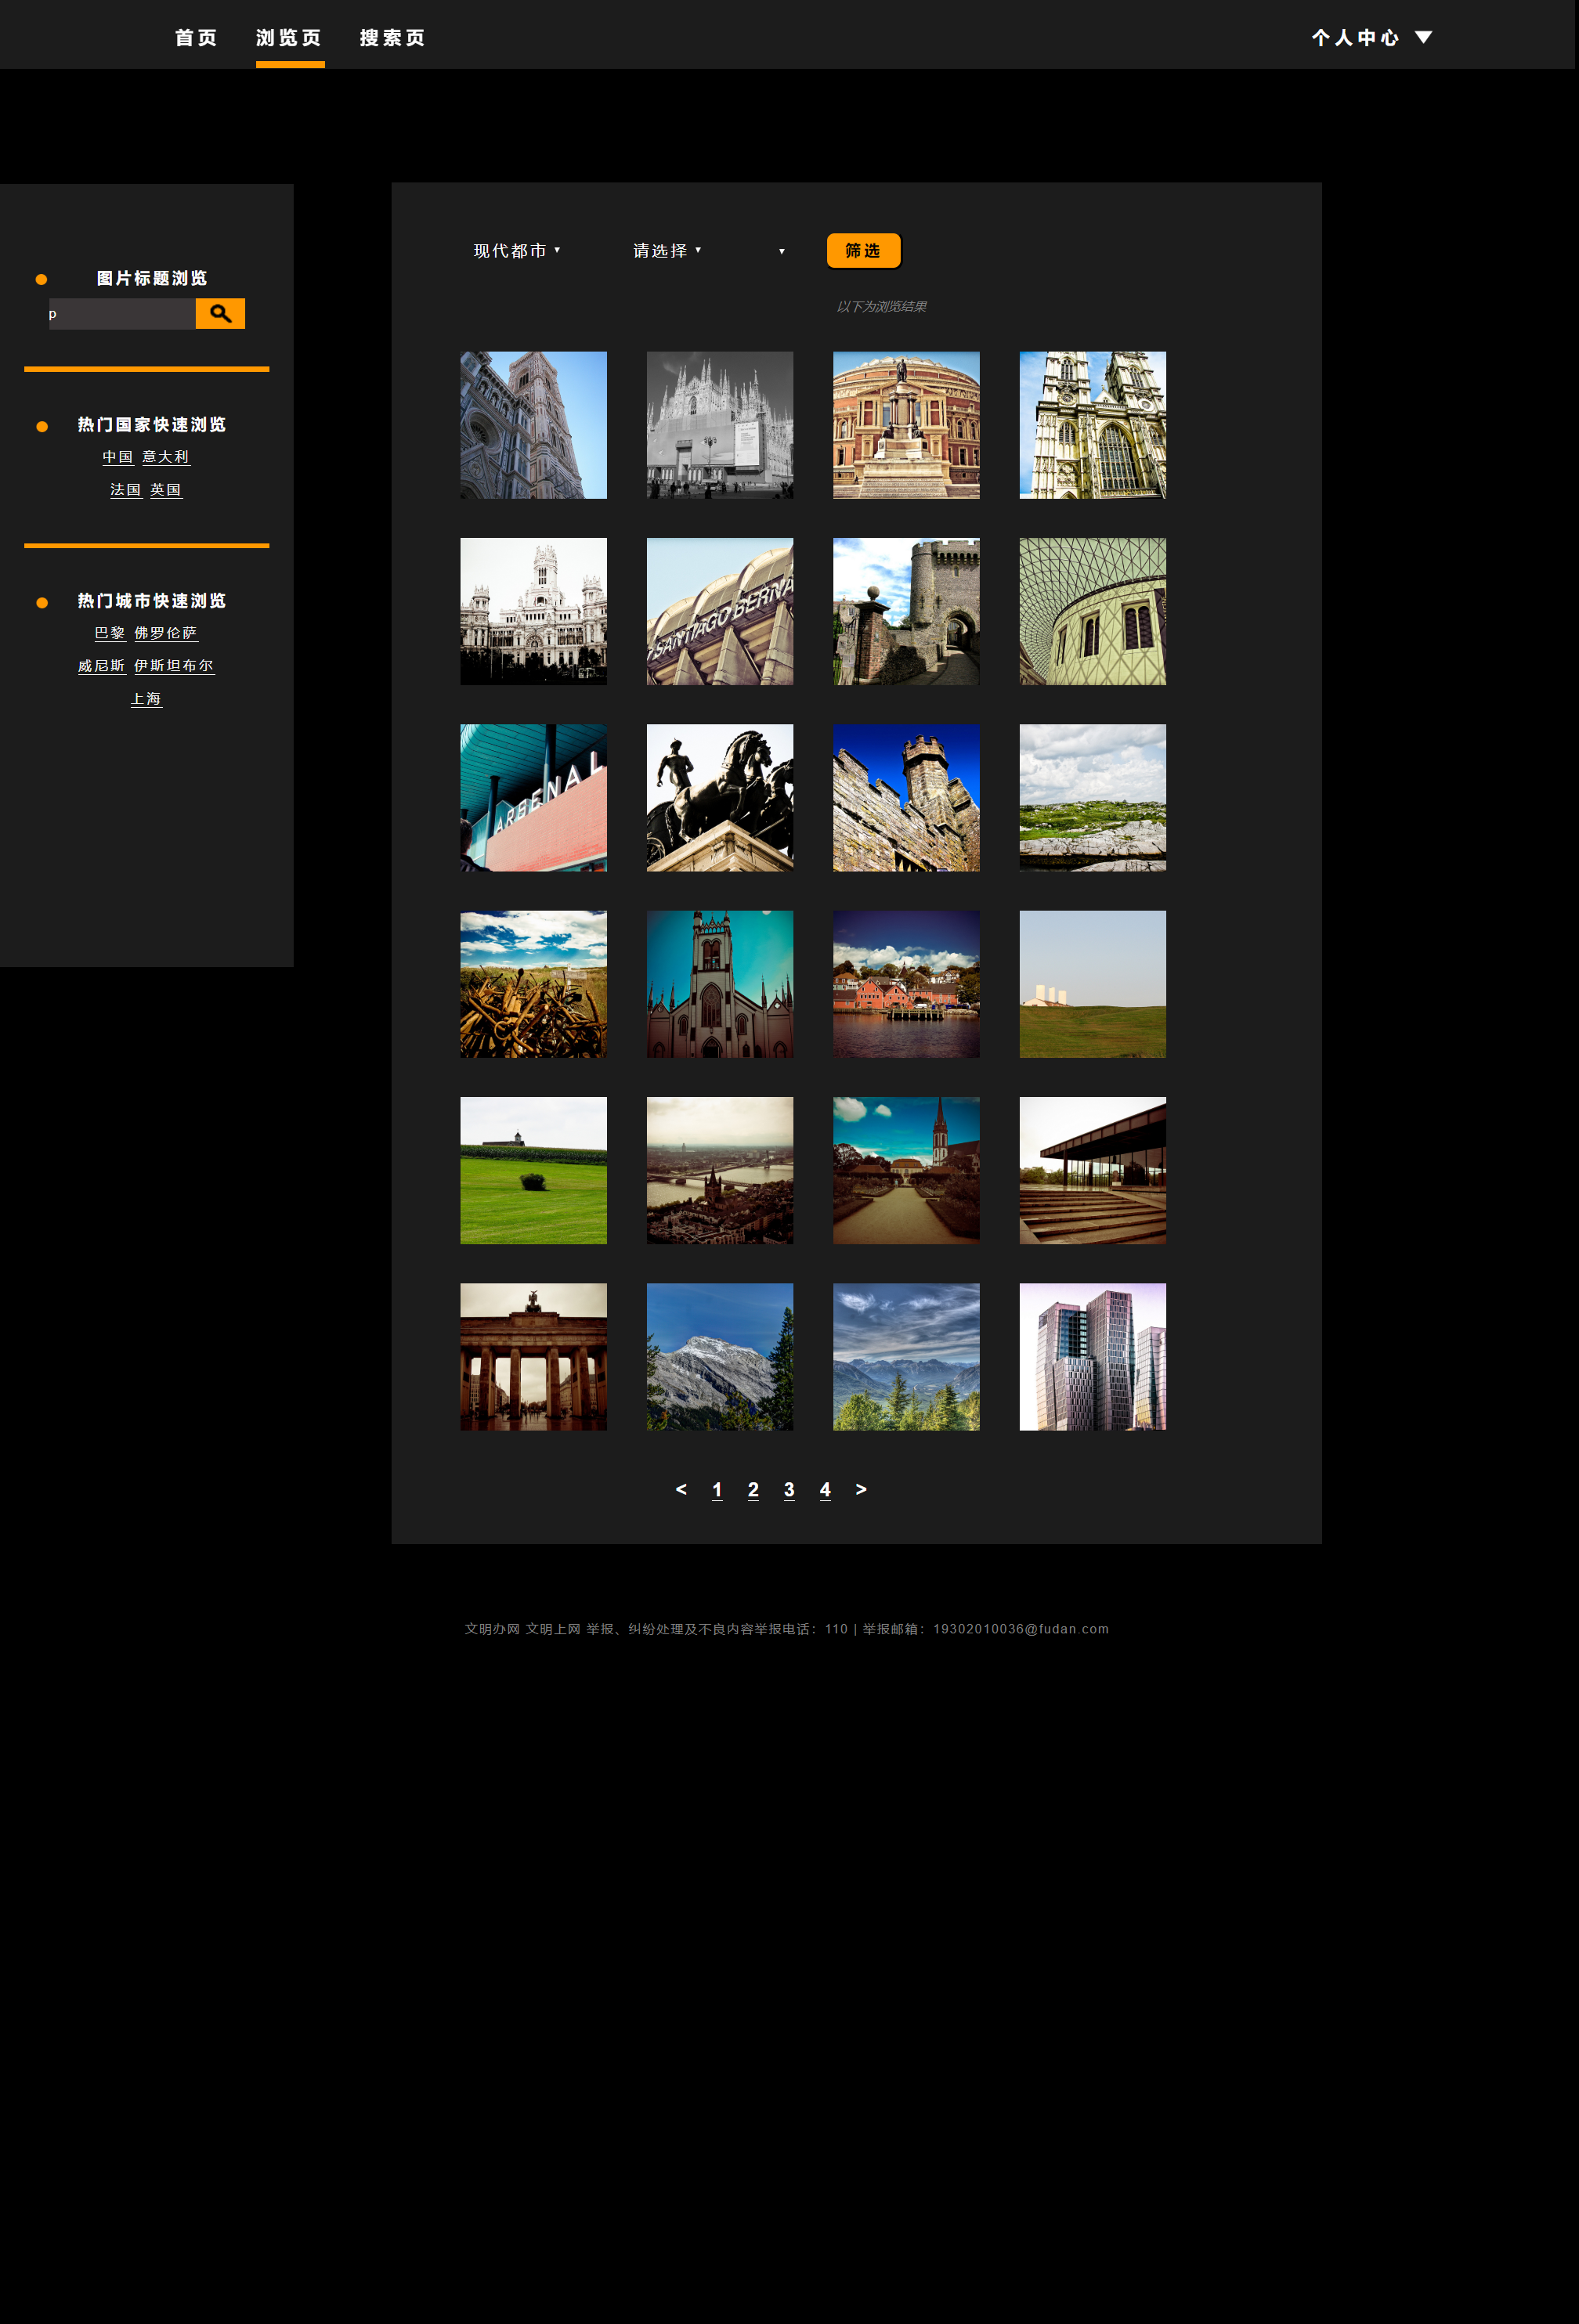 首页 浏览页 搜索页 个人中心 ▼
图片标题浏览
p
热门国家快速浏览
中国 意大利
法国 英国
热门城市快速浏览
巴黎 佛罗伦萨
威尼斯 伊斯坦布尔
上海
现代都市 ▾ 请选择 ▾ ▾ 筛选
以下为浏览结果
SANTIAGO BERNA
ARSENAL
< 1 2 3 4 >
文明办网 文明上网 举报、纠纷处理及不良内容举报电话：110 | 举报邮箱：19302010036@fudan.com